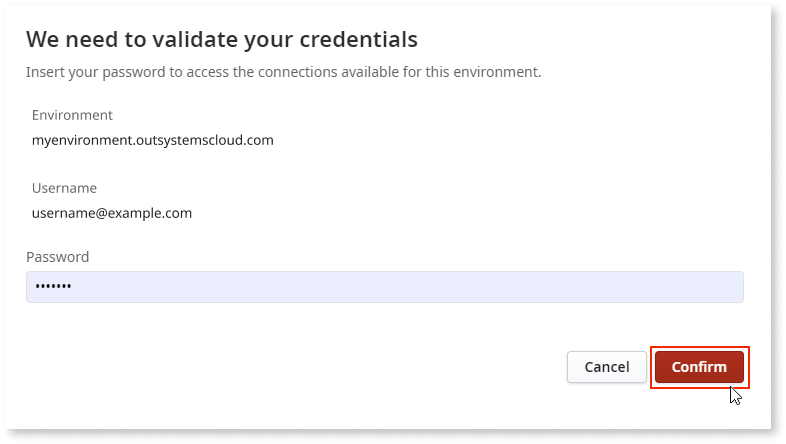 We need to validate your credentials
Insert your password to access the connections available for this environment.
Environment
myenvironment.outsystemscloud.com
Username
username@example.com
Password
•••••••
Cancel
Confirm